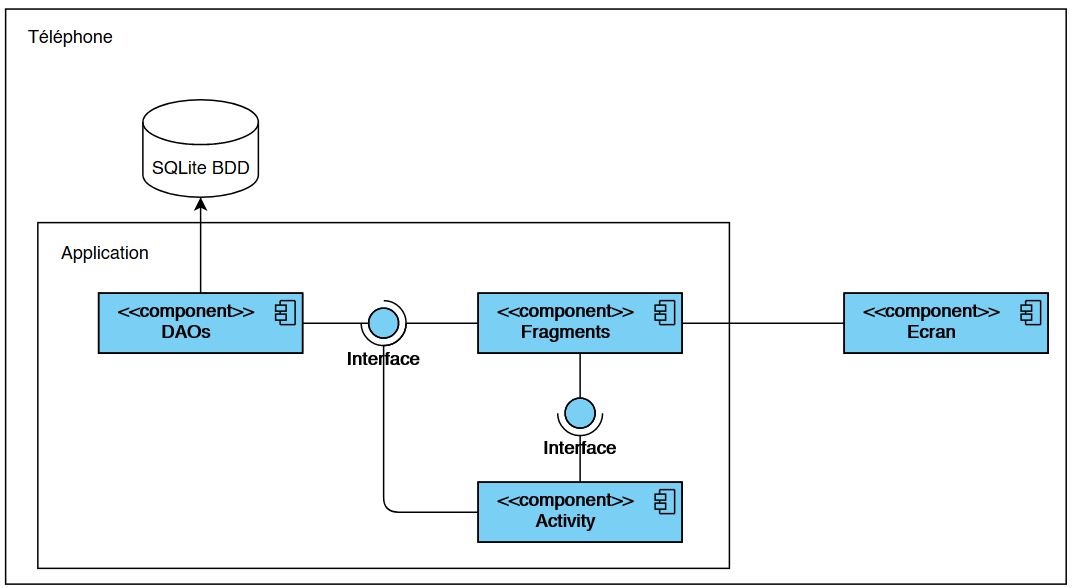 Téléphone
SQLite BDD
Application
<<component>>
DAOs
Interface
<<component>>
Fragments
<<component>>
Ecran
Interface
<<component>>
Activity